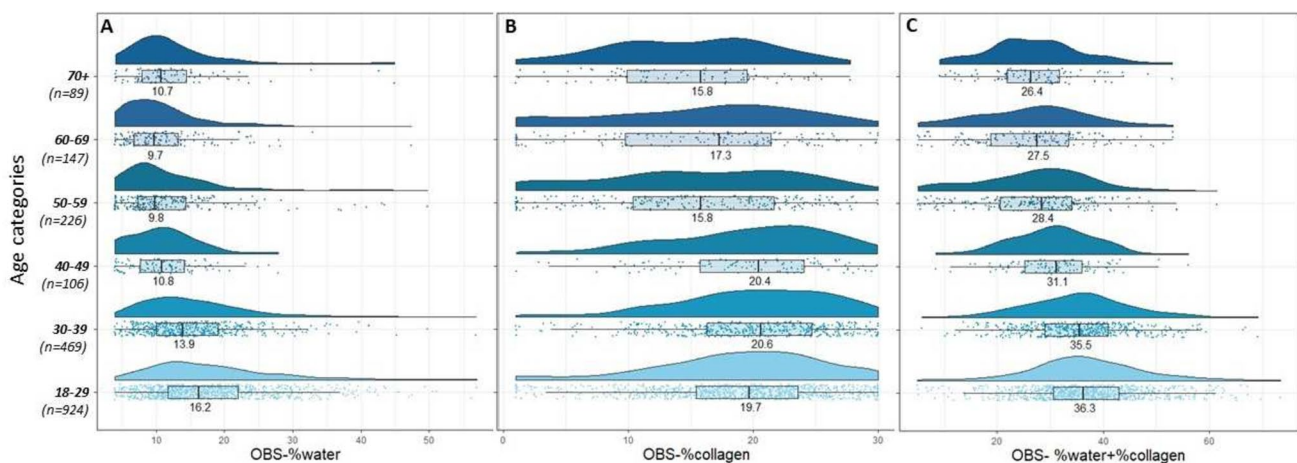 A
B
C
Age categories
70+
(n=89)
10.7
15.8
26.4
60-69
(n=147)
9.7
17.3
27.5
50-59
(n=226)
9.8
15.8
28.4
40-49
(n=106)
10.8
20.4
31.1
30-39
(n=469)
13.9
20.6
35.5
18-29
(n=924)
16.2
19.7
36.3
10 20 30 40 50
0 10 20 30
20 40 60
OBS-%water
OBS-%collagen
OBS- %water+%collagen